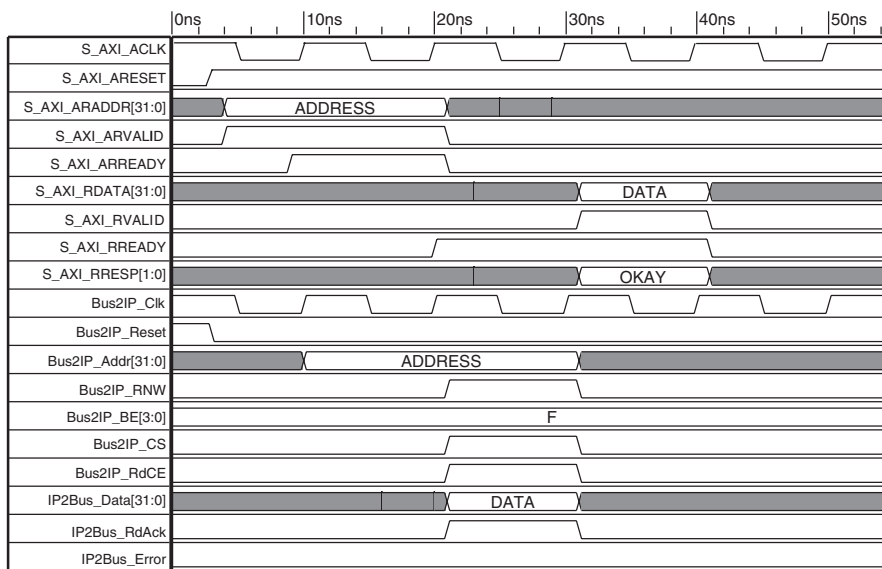 0ns 10ns 20ns 30ns 40ns 50ns
S_AXI_ACLK
S_AXI_ARESET
S_AXI_ARADDR[31:0] ADDRESS
S_AXI_ARVALID
S_AXI_ARREADY
S_AXI_RDATA[31:0] DATA
S_AXI_RVALID
S_AXI_RREADY
S_AXI_RRESP[1:0] OKAY
Bus2IP_Clk
Bus2IP_Reset
Bus2IP_Addr[31:0] ADDRESS
Bus2IP_RNW
Bus2IP_BE[3:0] F
Bus2IP_CS
Bus2IP_RdCE
IP2Bus_Data[31:0] DATA
IP2Bus_RdAck
IP2Bus_Error